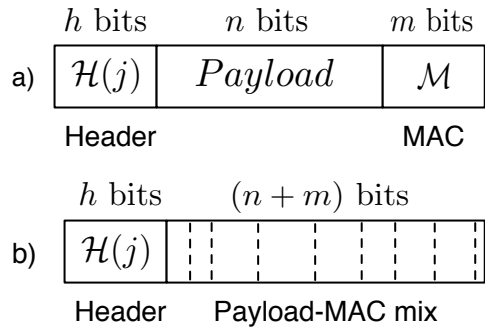 h bits n bits m bits
a) H(j) Payload M
Header MAC
h bits (n + m) bits
b) H(j)
Header Payload-MAC mix